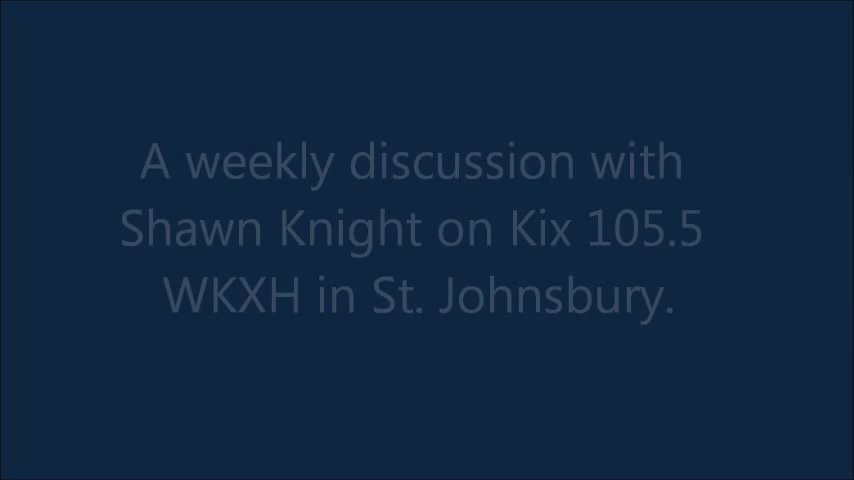 A weekly discussion with
Shawn Knight on Kix 105.5
WKXH in St. Johnsbury.